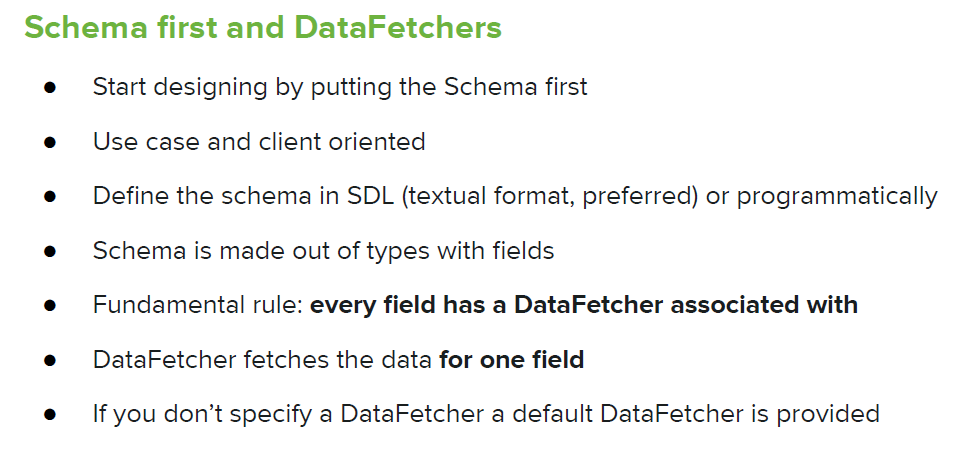 Schema first and DataFetchers
● Start designing by putting the Schema first
● Use case and client oriented
● Define the schema in SDL (textual format, preferred) or programmatically
● Schema is made out of types with fields
● Fundamental rule: every field has a DataFetcher associated with
● DataFetcher fetches the data for one field
● If you don’t specify a DataFetcher a default DataFetcher is provided